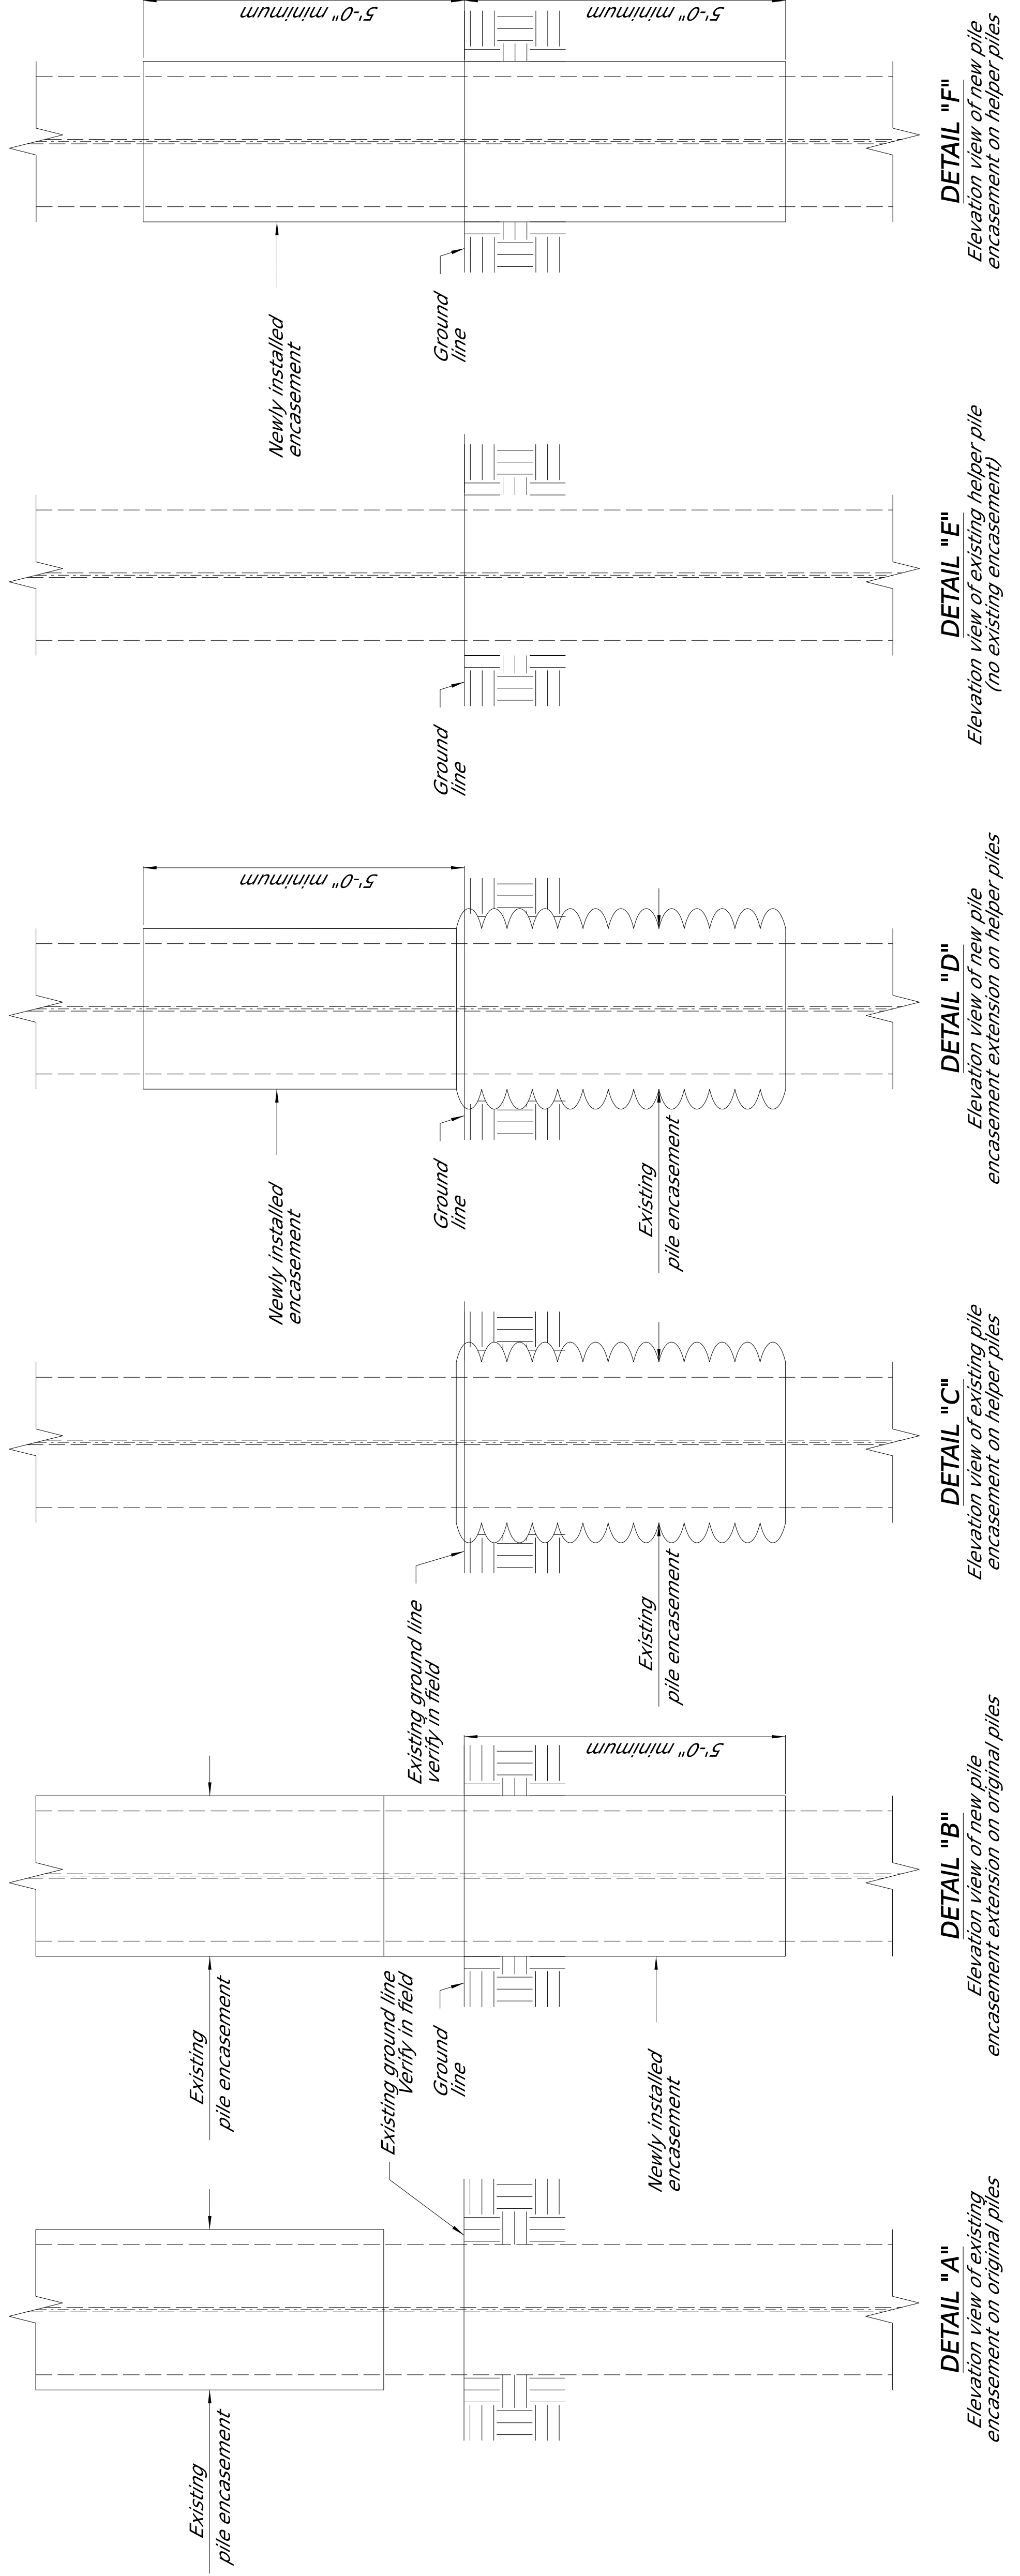 Existing
pile encasement
Existing ground line
Verify in field
DETAIL "A"
Elevation view of existing
encasement on original piles
Existing
pile encasement
Ground
line
Newly installed
encasement
5'-0" minimum
DETAIL "B"
Elevation view of new pile
encasement extension on original piles
Existing ground line
verify in field
Existing
pile encasement
DETAIL "C"
Elevation view of existing pile
encasement on helper piles
Newly installed
encasement
Ground
line
Existing
pile encasement
5'-0" minimum
DETAIL "D"
Elevation view of new pile
encasement extension on helper piles
Ground
line
DETAIL "E"
Elevation view of existing helper pile
(no existing encasement)
Newly installed
encasement
Ground
line
5'-0" minimum
5'-0" minimum
DETAIL "F"
Elevation view of new pile
encasement on helper piles